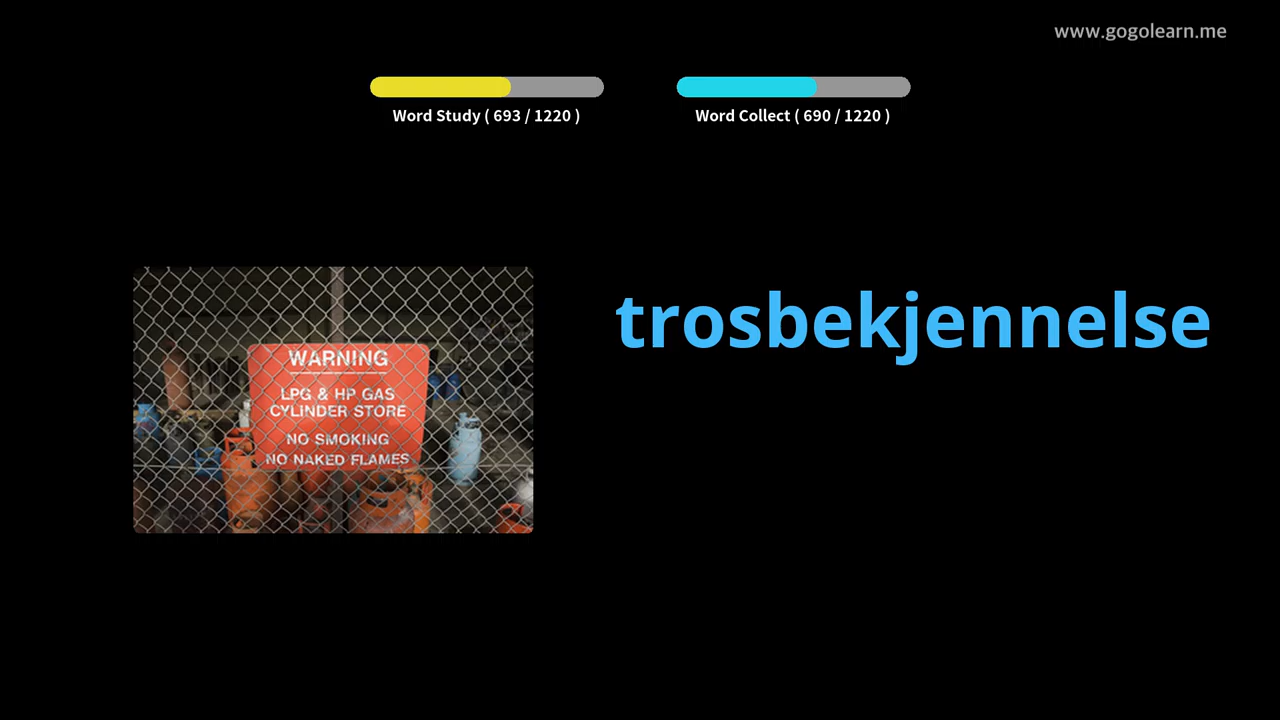 www.gogolearn.me
Word Study ( 693 / 1220 )
Word Collect ( 690 / 1220 )
trosbekjennelse
WARNING
LPG & HP GAS
CYLINDER STORE
NO SMOKING
NO NAKED FLAMES